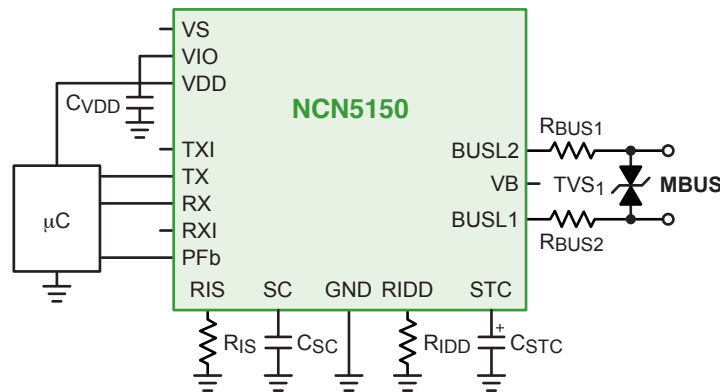 VS
VIO
VDD
CVDD
NCN5150
TXI
TX
RX
RXI
PFb
μC
BUSL2
VB
BUSL1
RBUS1
TVS1
MBUS
RBUS2
RIS
SC
GND
RIDD
STC
RIS
CSC
RIDD
+
CSTC